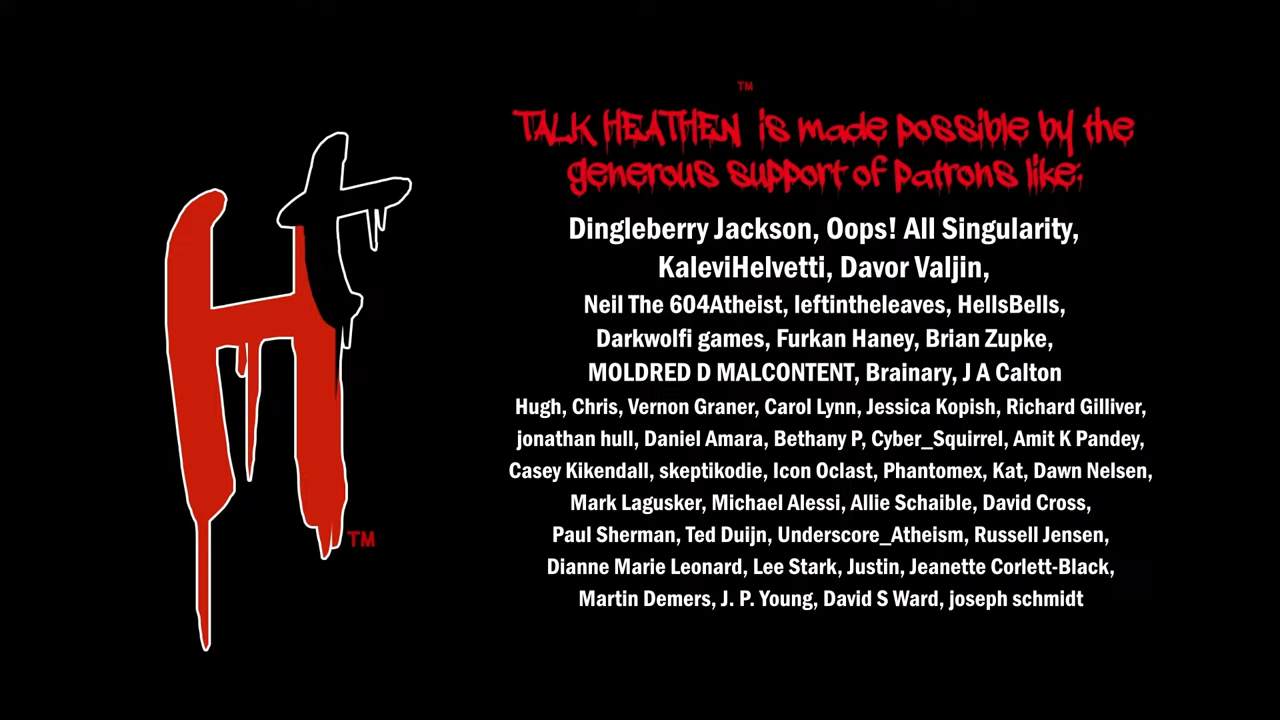 TM
TALK HEATHEN is made possible by the
generous support of patrons like:
Dingleberry Jackson, Oops! All Singularity,
KaleviHelvetti, Davor Valjin,
Neil The 604Atheist, leftintheleaves, HellsBells,
Darkwolfi games, Furkan Haney, Brian Zupke,
MOLDRED D MALCONTENT, Brainary, J A Calton
Hugh, Chris, Vernon Graner, Carol Lynn, Jessica Kopish, Richard Gilliver,
jonathan hull, Daniel Amara, Bethany P, Cyber_Squirrel, Amit K Pandey,
Casey Kikendall, skeptikodie, Icon Oclast, Phantomex, Kat, Dawn Nelsen,
Mark Lagusker, Michael Alessi, Allie Schaible, David Cross,
Paul Sherman, Ted Duijn, Underscore_Atheism, Russell Jensen,
Dianne Marie Leonard, Lee Stark, Justin, Jeanette Corlett-Black,
Martin Demers, J. P. Young, David S Ward, joseph schmidt
Ht
TM